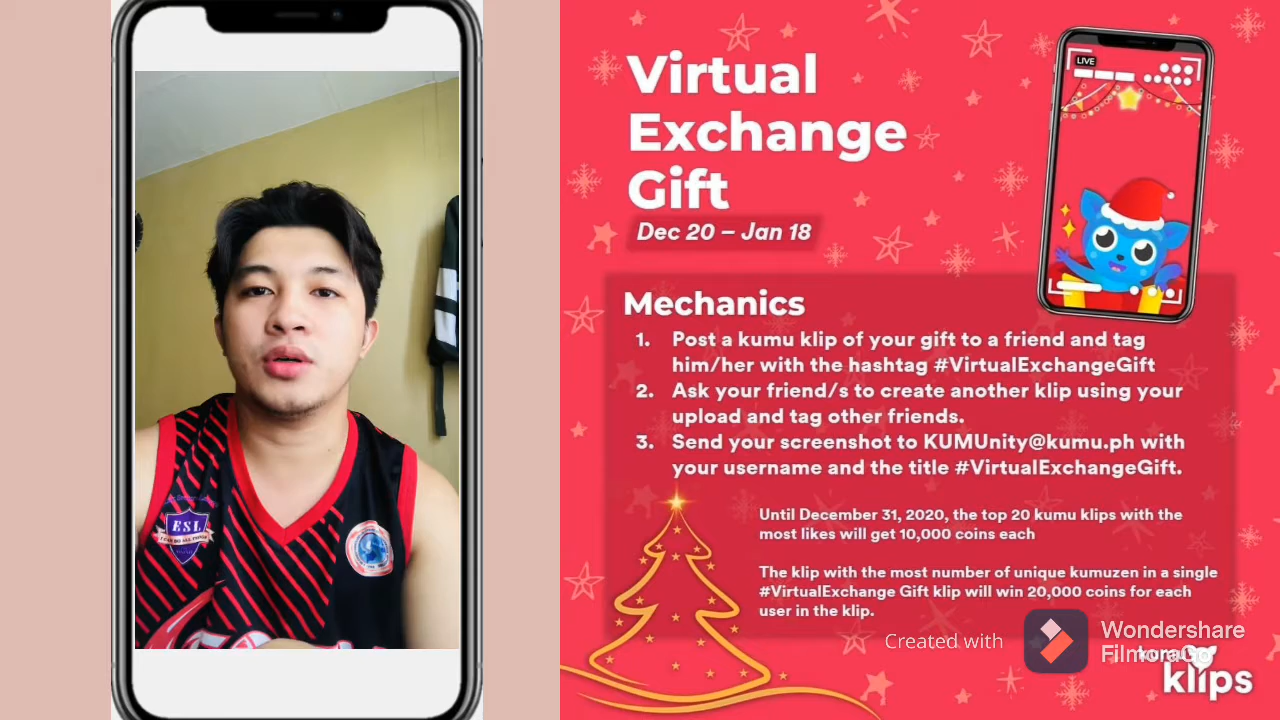 ESL
Virtual
Exchange
Gift
Dec 20 – Jan 18
LIVE
Mechanics
1. Post a kumu klip of your gift to a friend and tag
him/her with the hashtag #VirtualExchangeGift
2. Ask your friend/s to create another klip using your
upload and tag other friends.
3. Send your screenshot to KUMUnity@kumu.ph with
your username and the title #VirtualExchangeGift.
Until December 31, 2020, the top 20 kumu klips with the
most likes will get 10,000 coins each
The klip with the most number of unique kumuzen in a single
#VirtualExchange Gift klip will win 20,000 coins for each
user in the klip.
Created with
Wondershare
FilmoraGo
kumu
klips